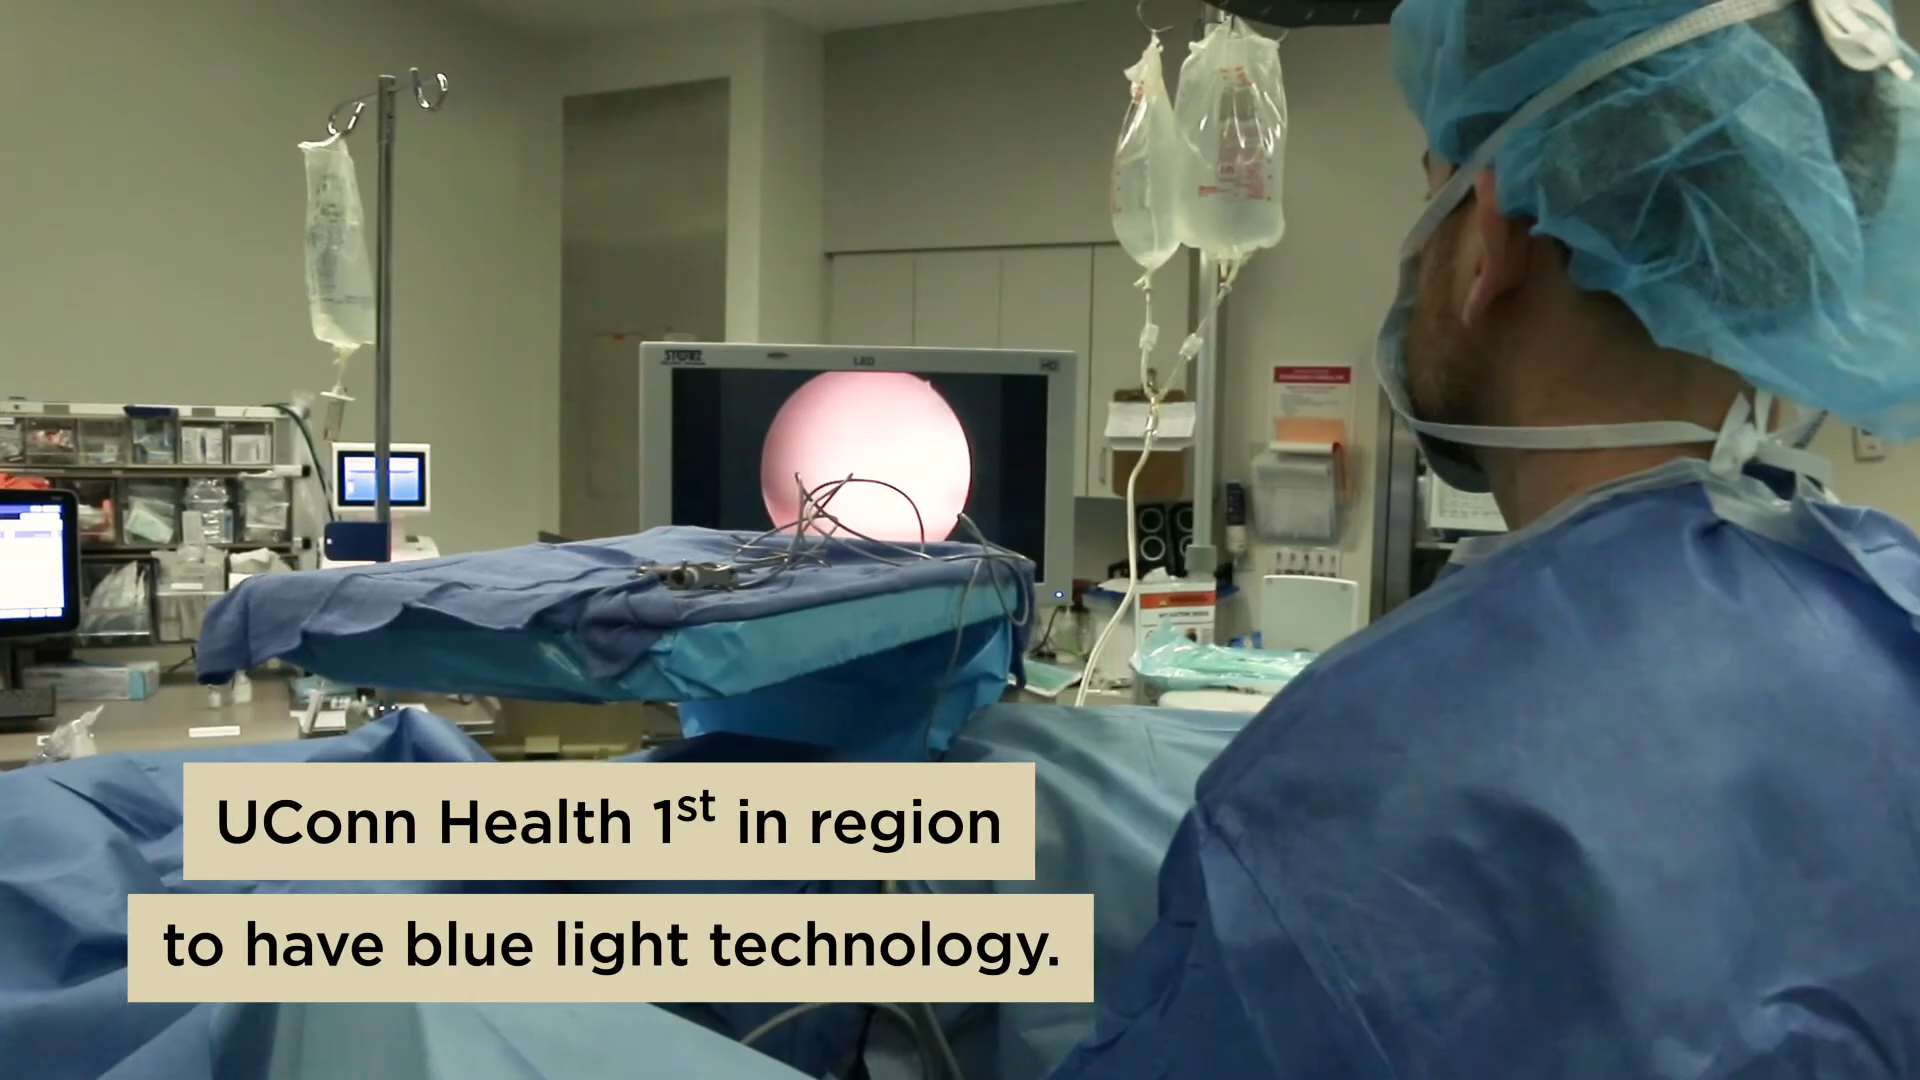 STORZ
LED
HD
UConn Health 1st in region
to have blue light technology.